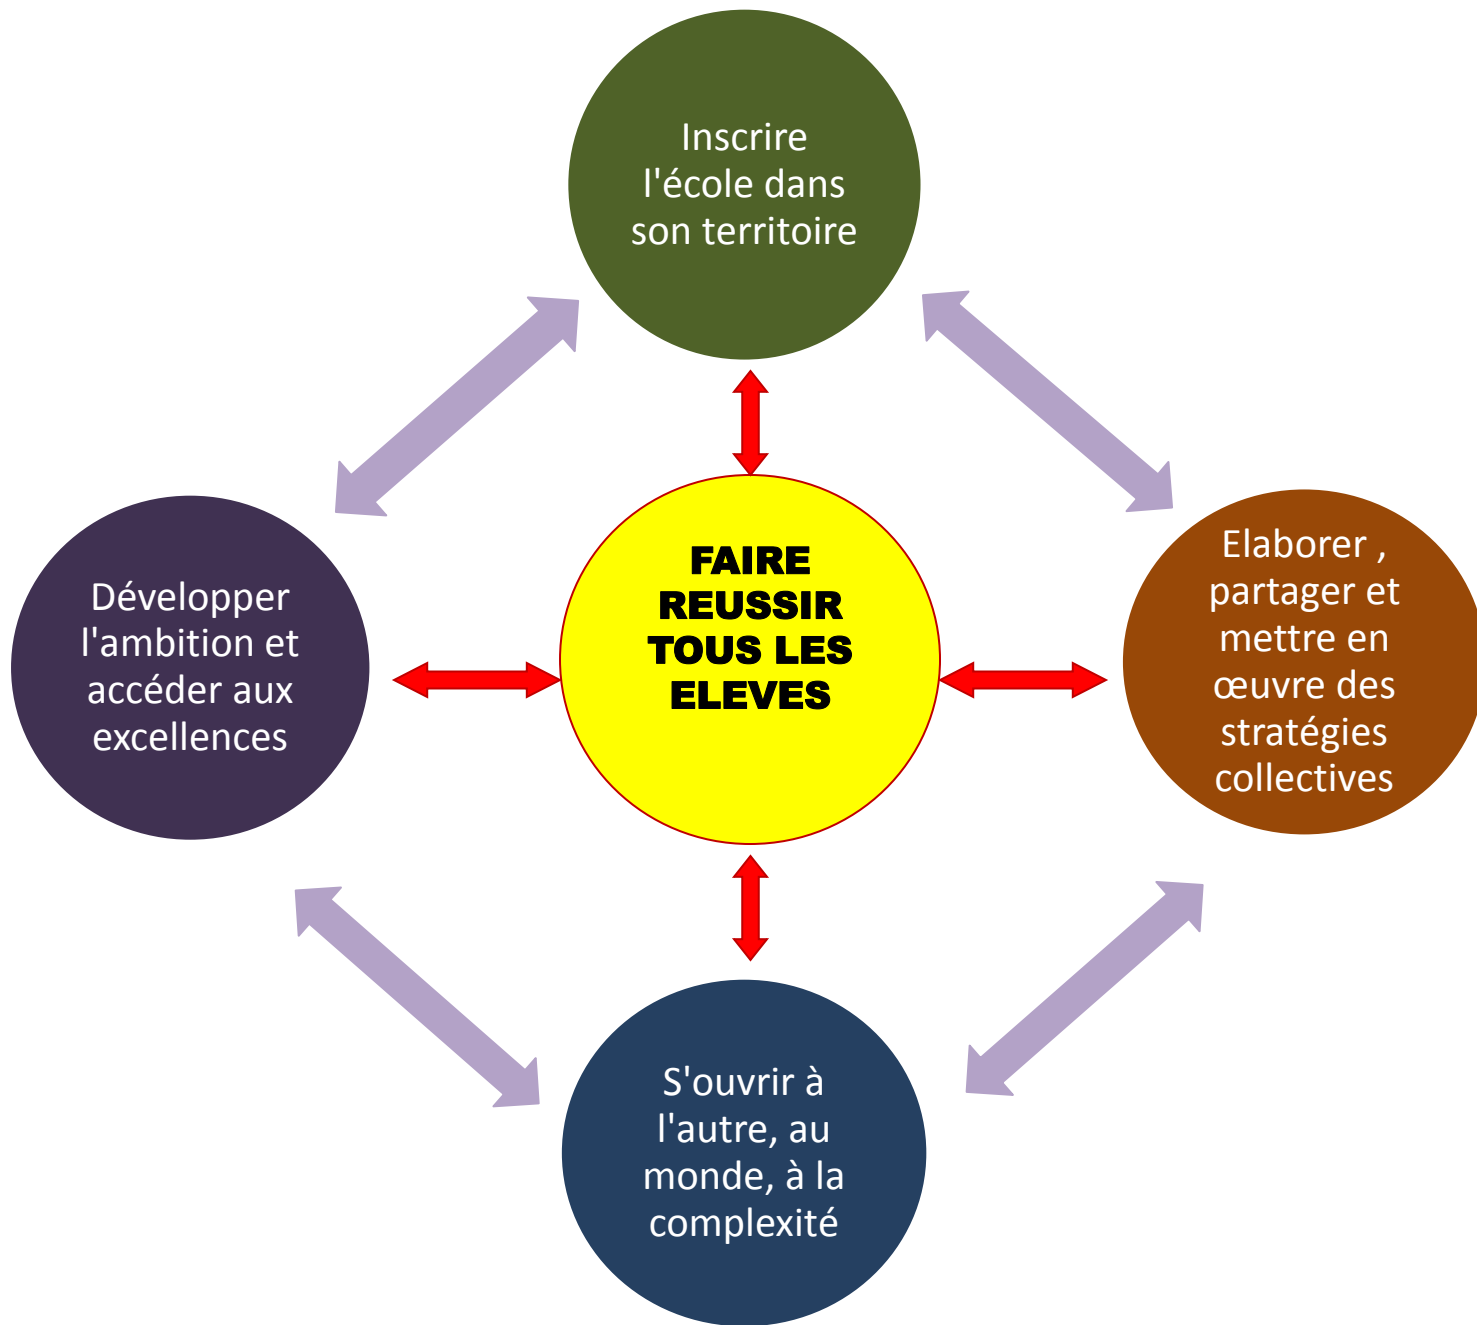 Inscrire
l'école dans
son territoire
FAIRE
REUSSIR
TOUS LES
ELEVES
Développer
l'ambition et
accéder aux
excellences
Elaborer ,
partager et
mettre en
œuvre des
stratégies
collectives
S'ouvrir à
l'autre, au
monde, à la
complexité